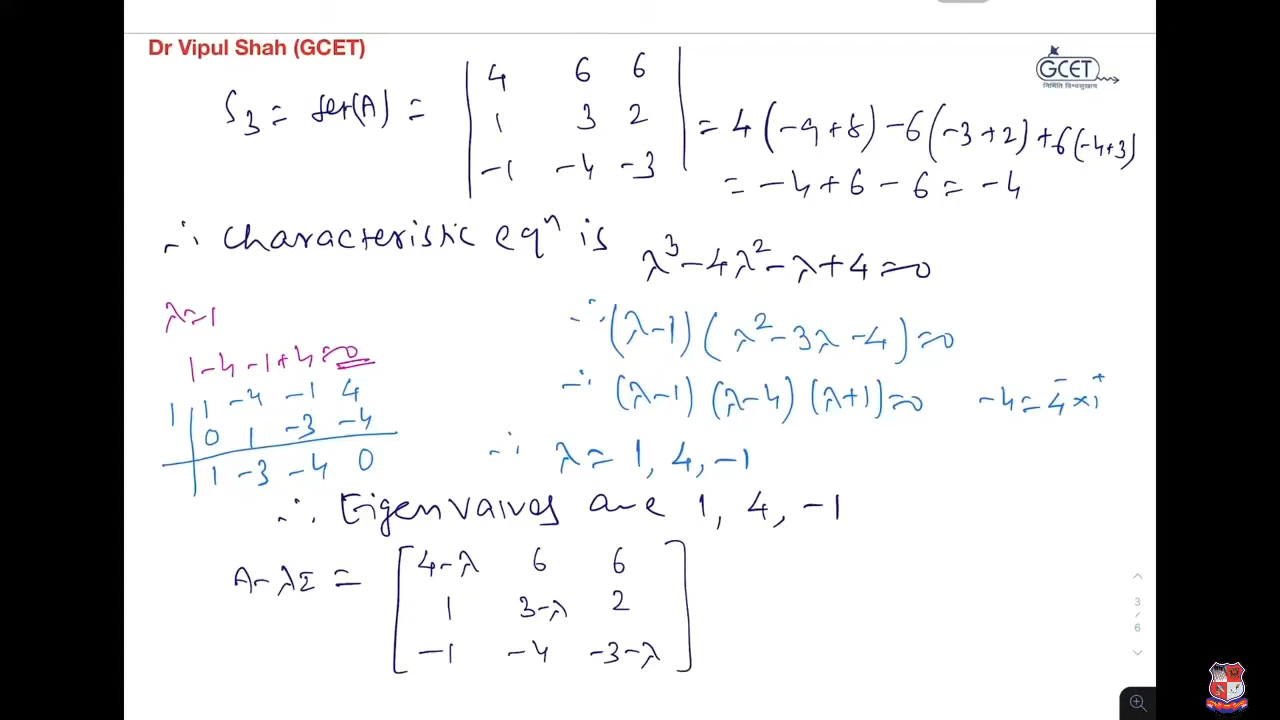 Dr Vipul Shah (GCET)
GCET
S3 = det(A) = | 4 6 6 | = 4(-9+8) -6(-3+2) +6(-4+3)
| 1 3 2 |
| -1 -4 -3 | = -4+6-6 = -4
∴ characteristic eqⁿ is λ³-4λ²-λ+4=0
λ=1
1-4-1+4=0
∴ (λ-1)(λ²-3λ-4)=0
1 | 1 -4 -1 4
0 1 -3 -4
1 -3 -4 0
∴ (λ-1)(λ-4)(λ+1)=0 -4=4×1
- +
∴ λ = 1, 4, -1
∴ Eigenvalues are 1, 4, -1
A-λI = [ 4-λ 6 6
1 3-λ 2
-1 -4 -3-λ ]
3
/
6